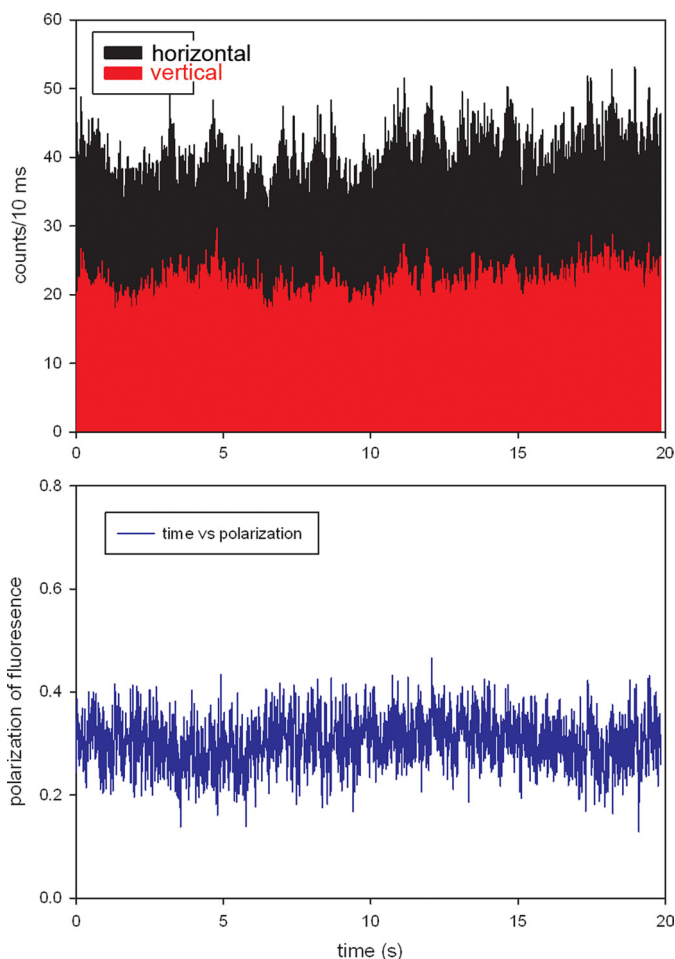 60
50
40
30
20
10
0
counts/10 ms
horizontal
vertical
0 5 10 15 20
0.8
0.6
0.4
0.2
0.0
polarization of fluoresence
time vs polarization
0 5 10 15 20
time (s)